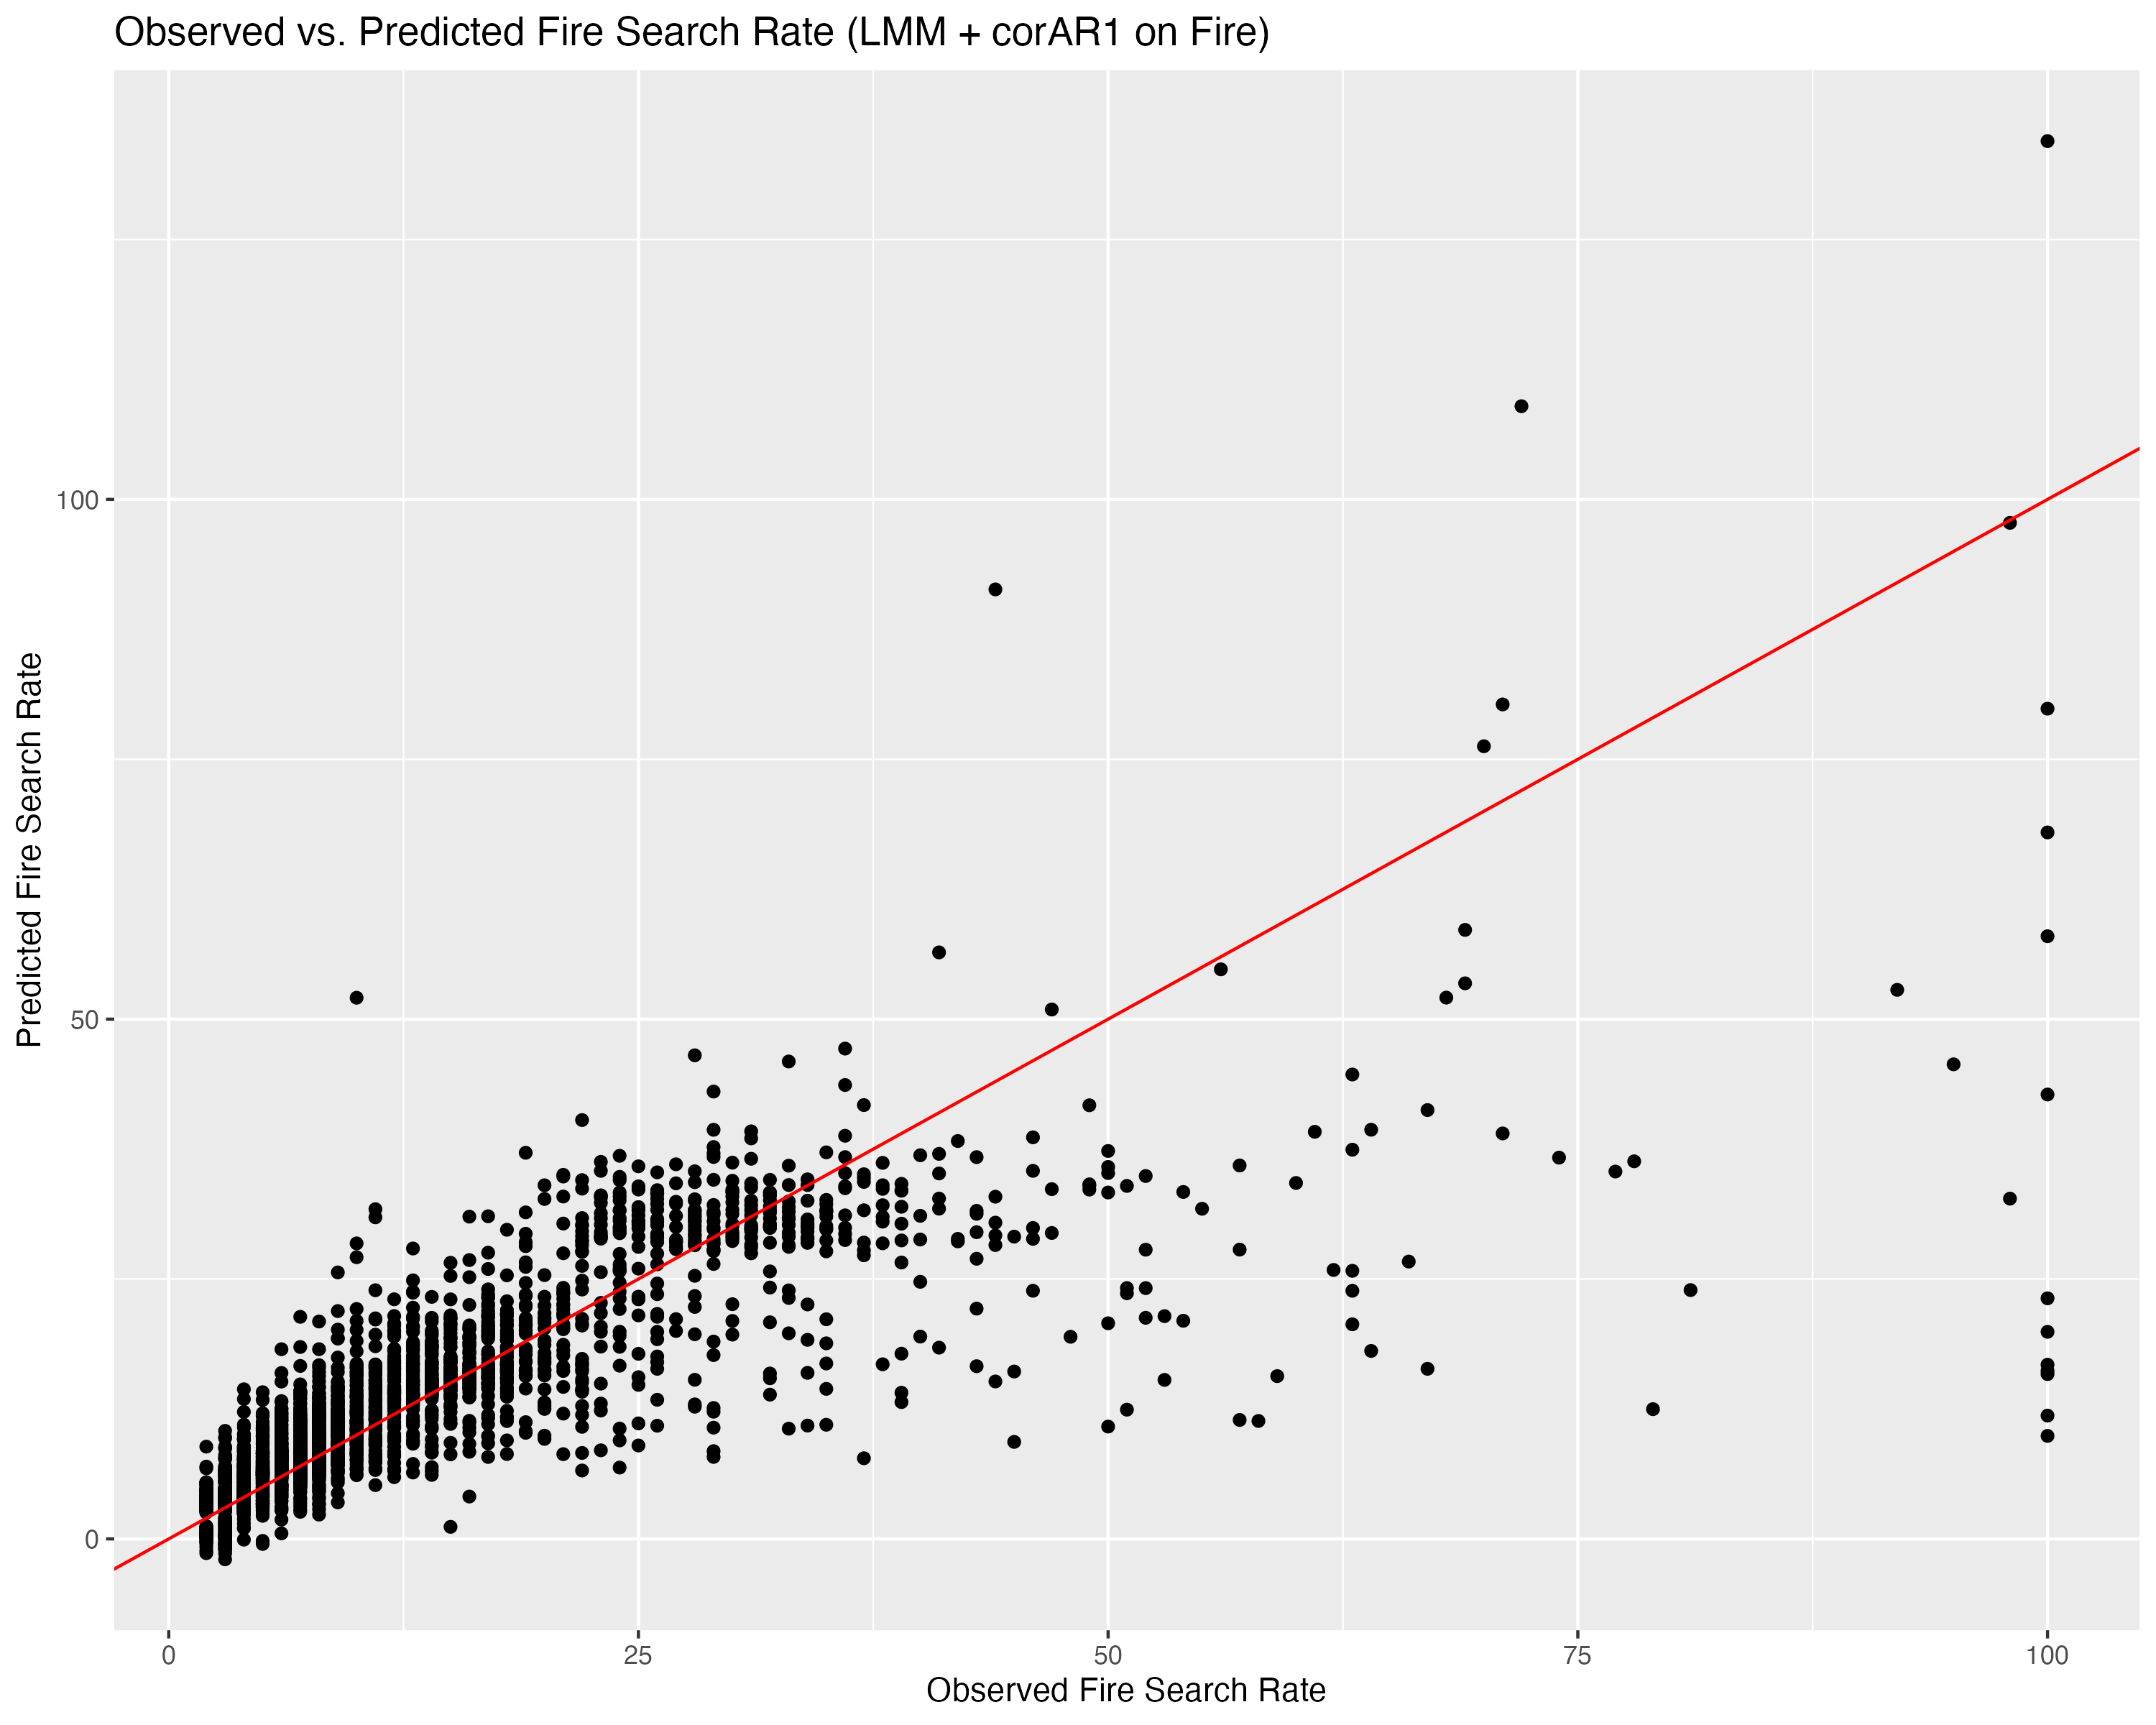 Observed vs. Predicted Fire Search Rate (LMM + corAR1 on Fire)
Predicted Fire Search Rate
100
50
0
0
25
50
75
100
Observed Fire Search Rate